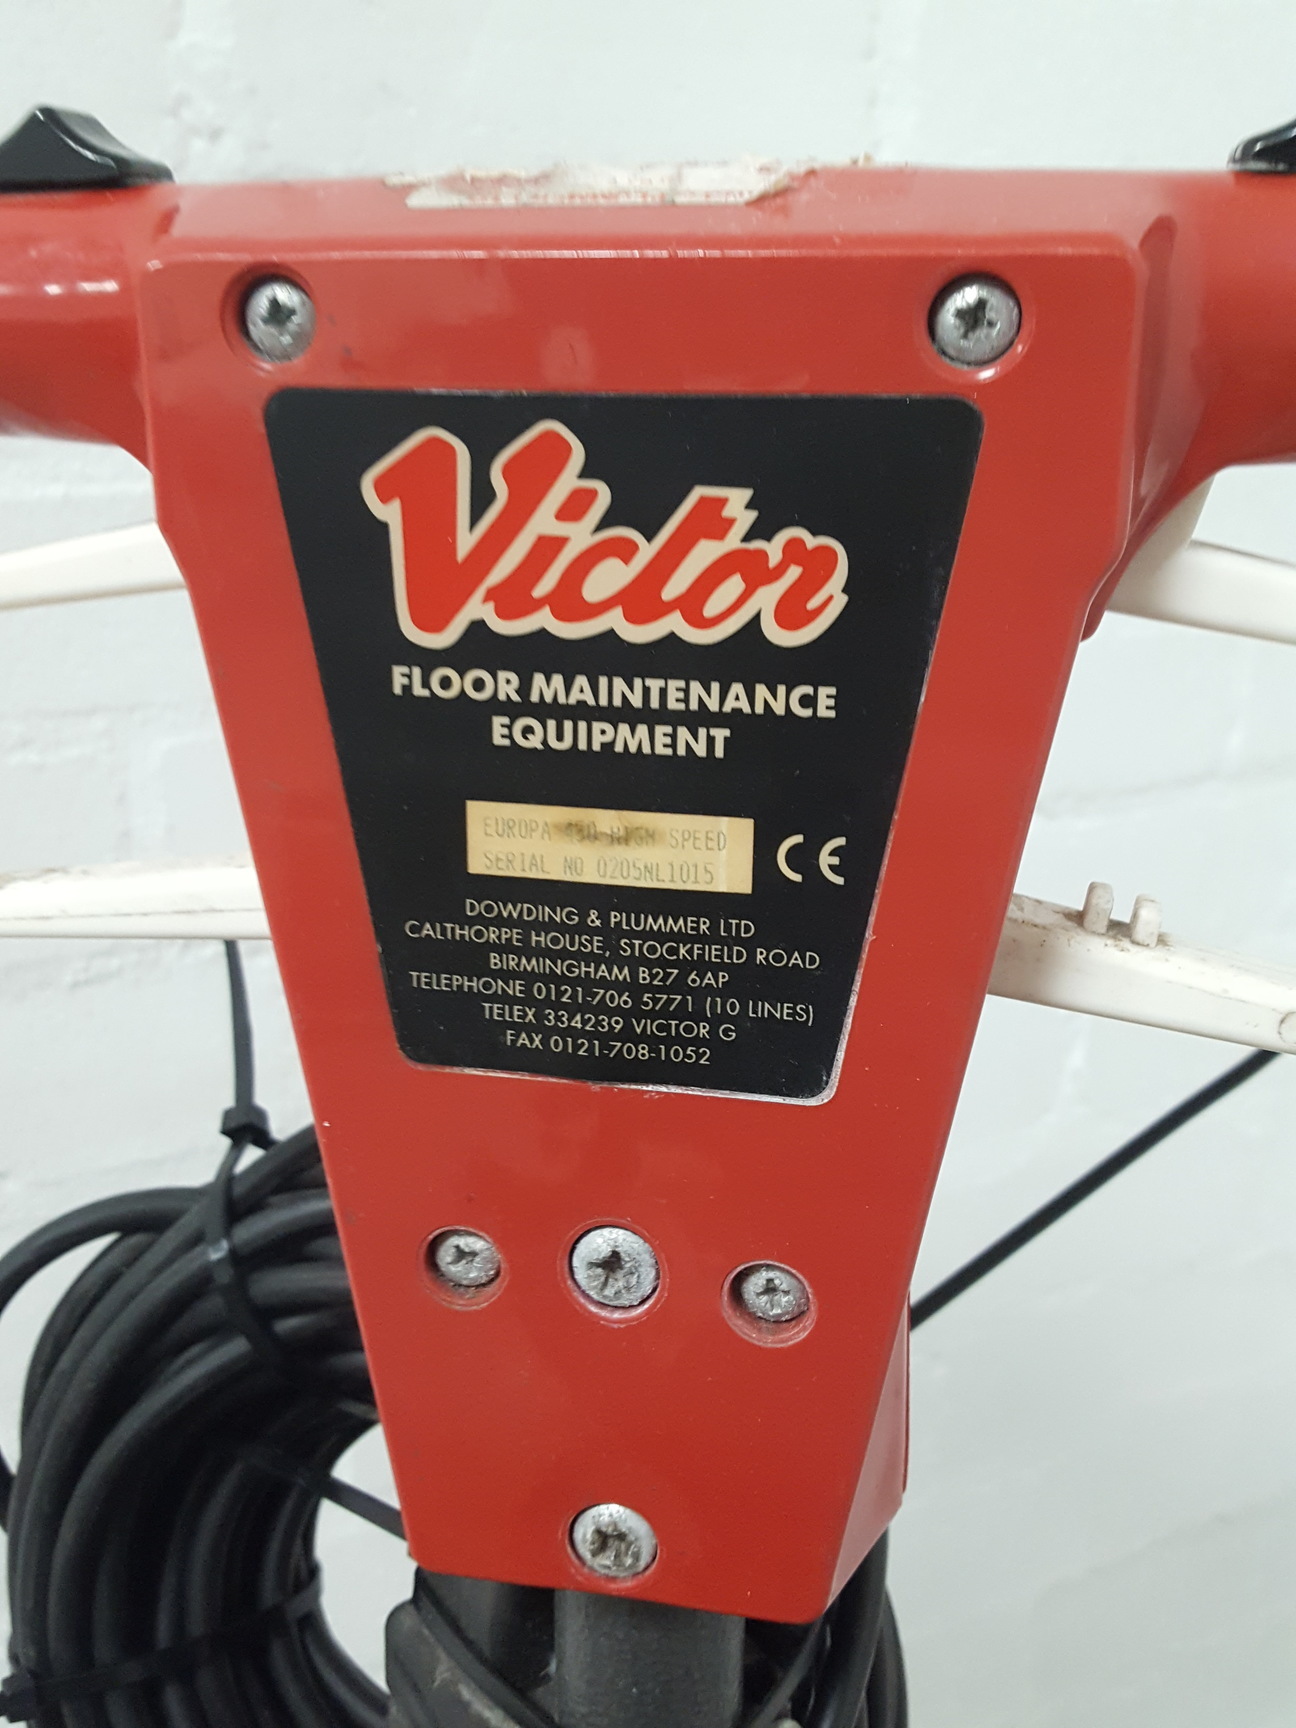 Victor
FLOOR MAINTENANCE
EQUIPMENT
EUROPA SPEED
SERIAL NO 0205NL1015
CE
DOWDING & PLUMMER LTD
CALTHORPE HOUSE, STOCKFIELD ROAD
BIRMINGHAM B27 6AP
TELEPHONE 0121-706 5771 (10 LINES)
TELEX 334239 VICTOR G
FAX 0121-708-1052